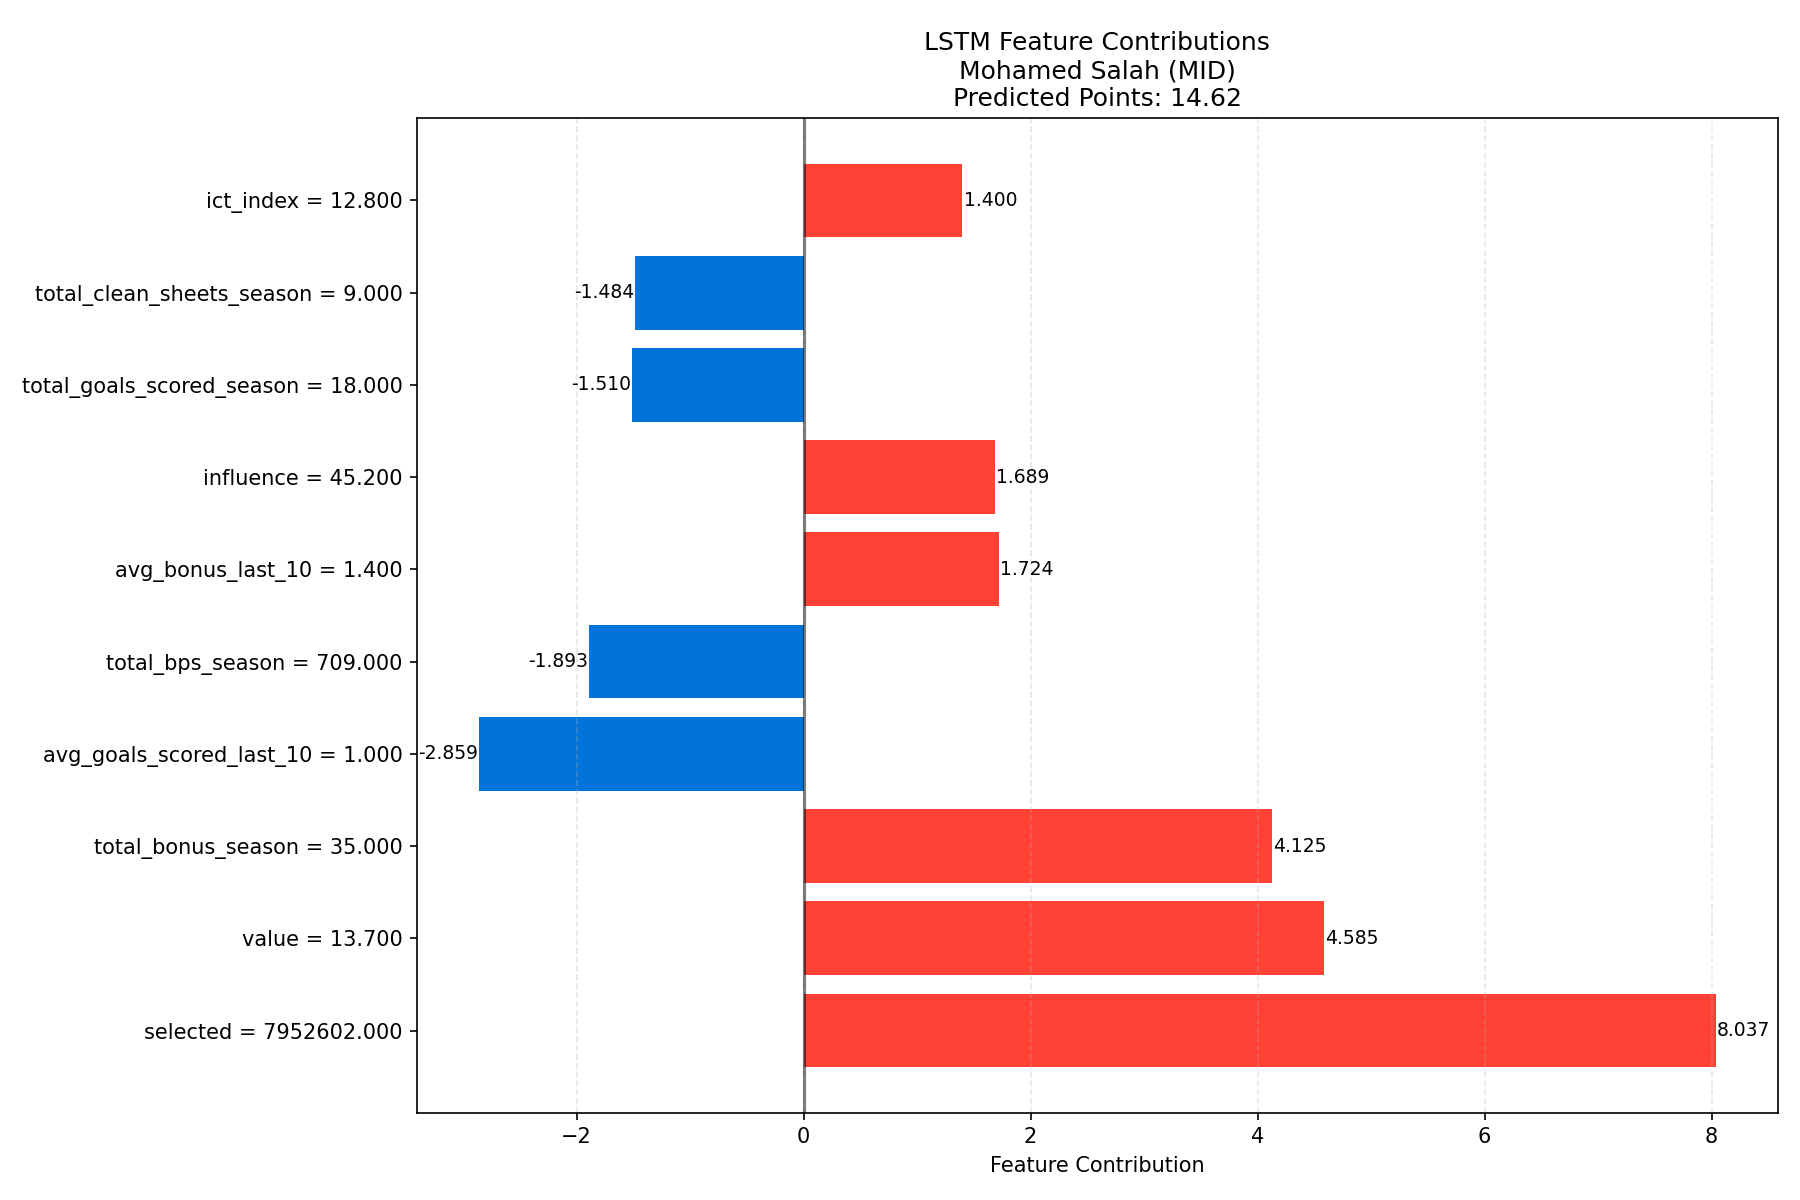 LSTM Feature Contributions
Mohamed Salah (MID)
Predicted Points: 14.62
ict_index = 12.800
1.400
total_clean_sheets_season = 9.000
-1.484
total_goals_scored_season = 18.000
-1.510
influence = 45.200
1.689
avg_bonus_last_10 = 1.400
1.724
total_bps_season = 709.000
-1.893
avg_goals_scored_last_10 = 1.000
-2.859
total_bonus_season = 35.000
4.125
value = 13.700
4.585
selected = 7952602.000
8.037
−2 0 2 4 6 8
Feature Contribution